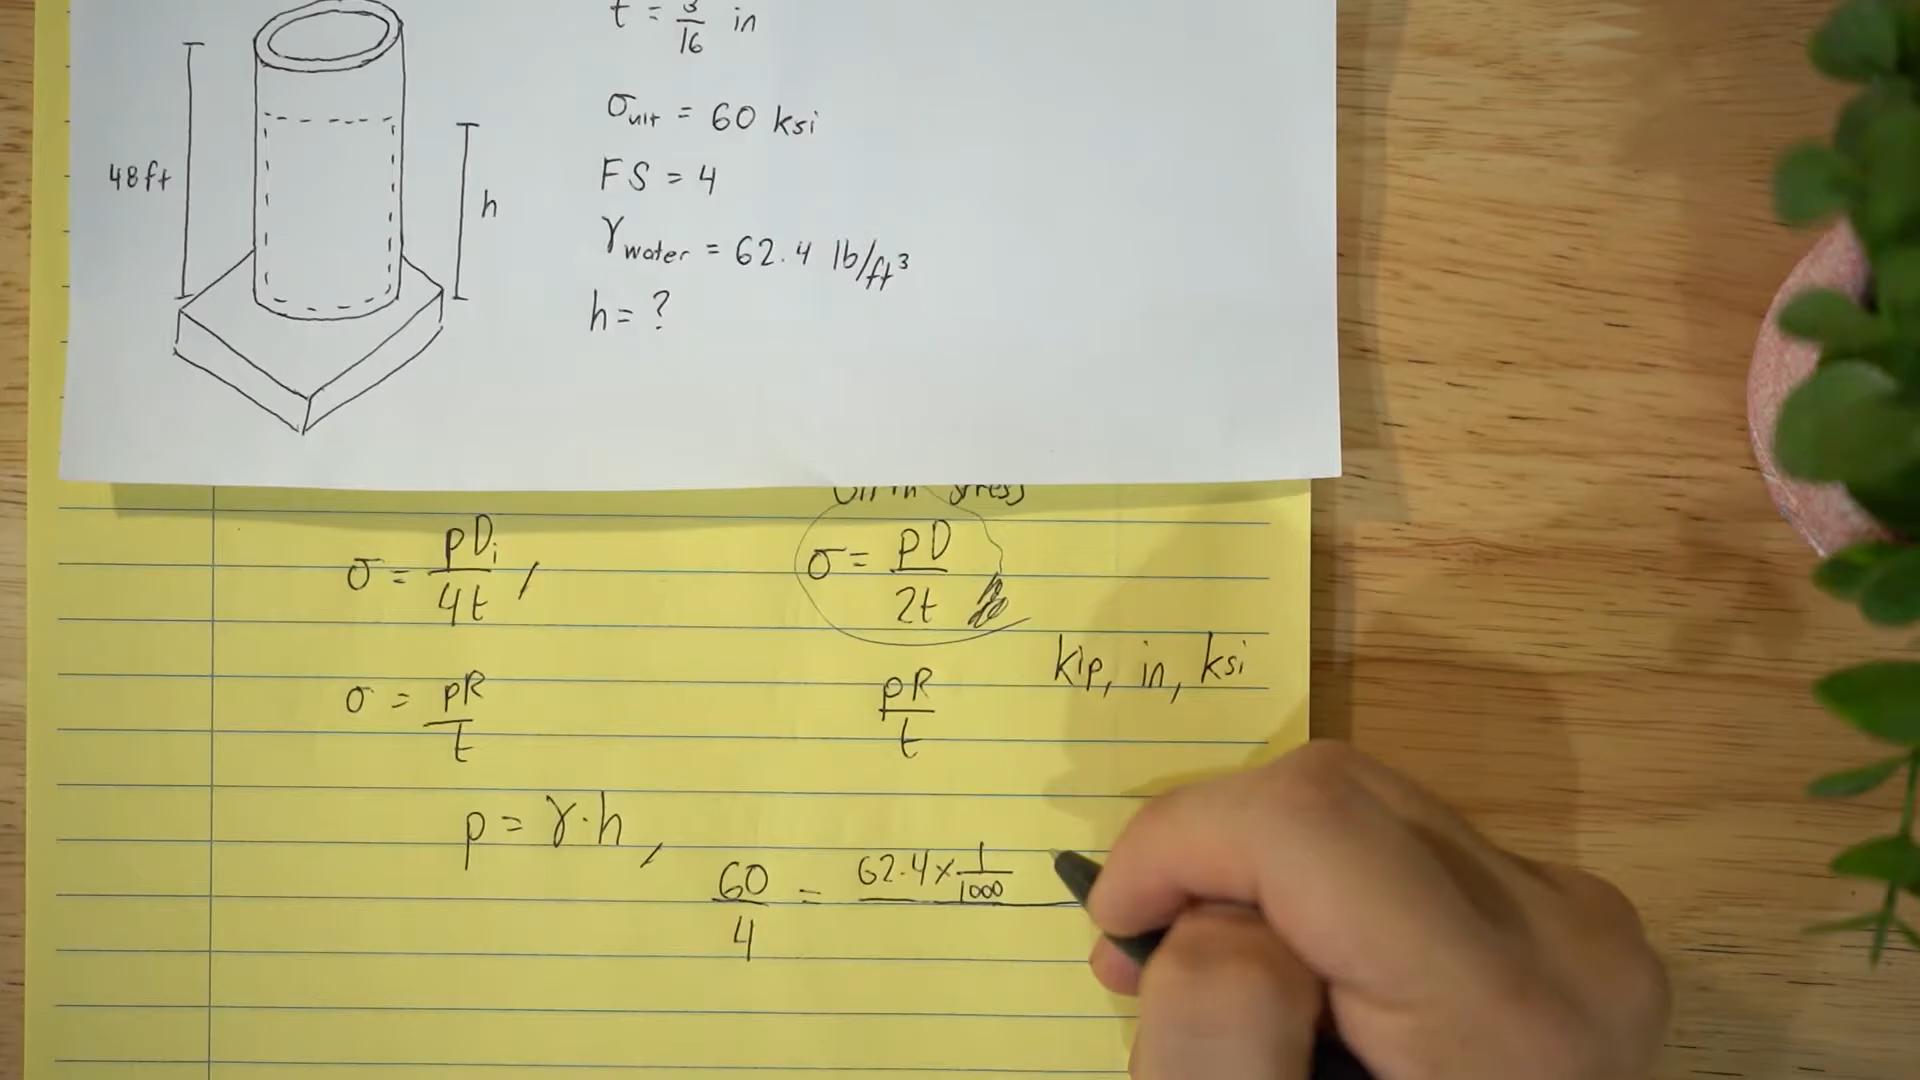 t = 3/16 in
48ft
h
σult = 60 ksi
FS = 4
γwater = 62.4 lb/ft³
h = ?
stress
σ = pDi/4t ,
σ = pD/2t
kip, in, ksi
σ = pR/t
pR/t
p = γ·h ,
60/4 = 62.4 × 1/1000